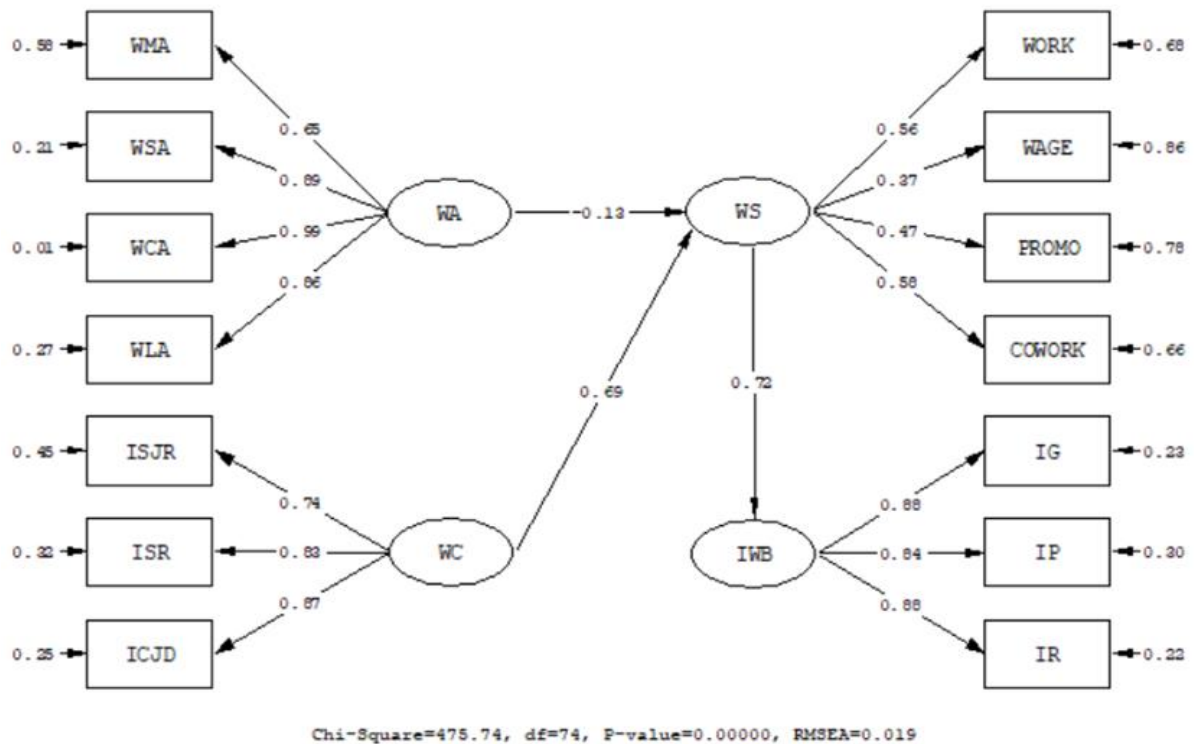 0.58 WMA WORK 0.68
0.65 0.56
0.21 WSA WAGE 0.86
0.89 0.37
WA -0.13 WS
0.01 WCA 0.99 0.47 PROMO 0.78
0.86 0.58
0.27 WLA COWORK 0.66
0.69 0.72
0.45 ISJR IG 0.23
0.74 0.88
0.32 ISR 0.83 WC IWB 0.84 IP 0.30
0.87 0.88
0.25 ICJD IR 0.22
Chi-Square=475.74, df=74, P-value=0.00000, RMSEA=0.019